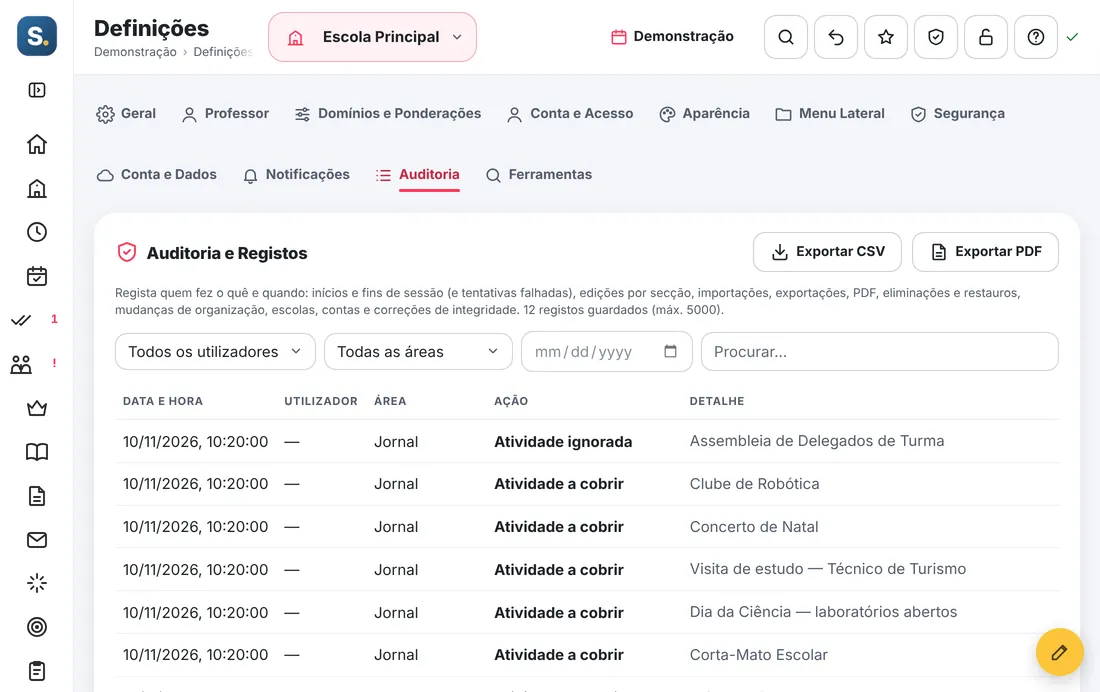 S.
Definições
Demonstração › Definições
Escola Principal
Demonstração
Geral
Professor
Domínios e Ponderações
Conta e Acesso
Aparência
Menu Lateral
Segurança
Conta e Dados
Notificações
Auditoria
Ferramentas
1
!
Auditoria e Registos
Exportar CSV
Exportar PDF
Regista quem fez o quê e quando: inícios e fins de sessão (e tentativas falhadas), edições por secção, importações, exportações, PDF, eliminações e restauros,
mudanças de organização, escolas, contas e correções de integridade. 12 registos guardados (máx. 5000).
Todos os utilizadores
Todas as áreas
mm/dd/yyyy
Procurar...
DATA E HORA UTILIZADOR ÁREA AÇÃO DETALHE
10/11/2026, 10:20:00 — Jornal Atividade ignorada Assembleia de Delegados de Turma
10/11/2026, 10:20:00 — Jornal Atividade a cobrir Clube de Robótica
10/11/2026, 10:20:00 — Jornal Atividade a cobrir Concerto de Natal
10/11/2026, 10:20:00 — Jornal Atividade a cobrir Visita de estudo — Técnico de Turismo
10/11/2026, 10:20:00 — Jornal Atividade a cobrir Dia da Ciência — laboratórios abertos
10/11/2026, 10:20:00 — Jornal Atividade a cobrir Corta-Mato Escolar